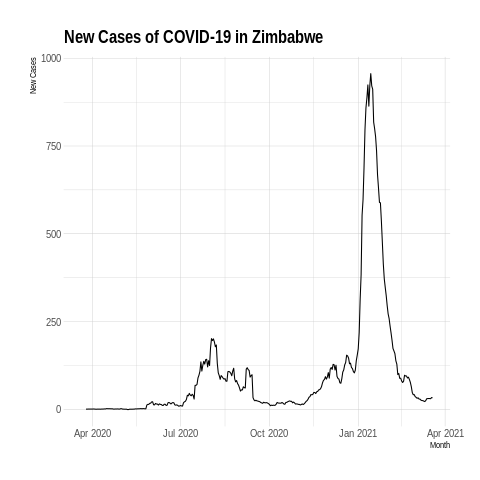 New Cases of COVID-19 in Zimbabwe
New Cases
1000
750
500
250
0
Apr 2020
Jul 2020
Oct 2020
Jan 2021
Apr 2021
Month